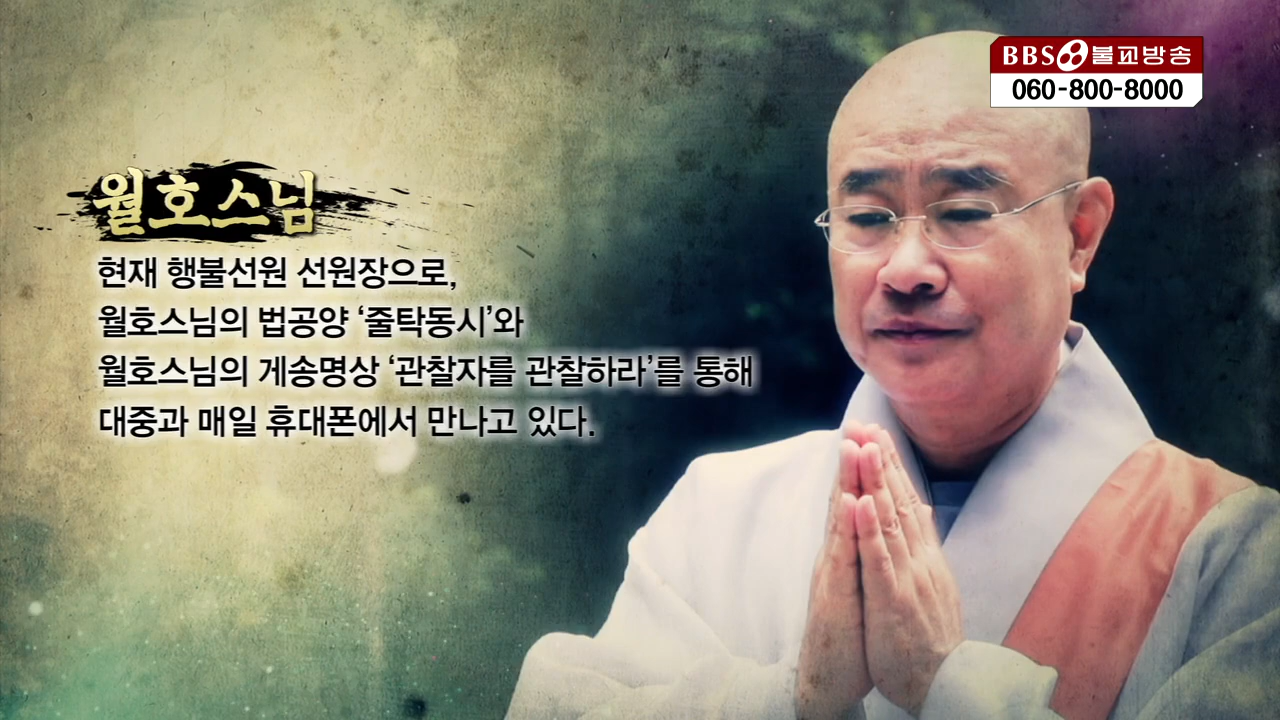 BBS 불교방송
060-800-8000
월호스님
현재 행불선원 선원장으로,
월호스님의 법공양 ‘줄탁동시’와
월호스님의 게송명상 ‘관찰자를 관찰하라’를 통해
대중과 매일 휴대폰에서 만나고 있다.